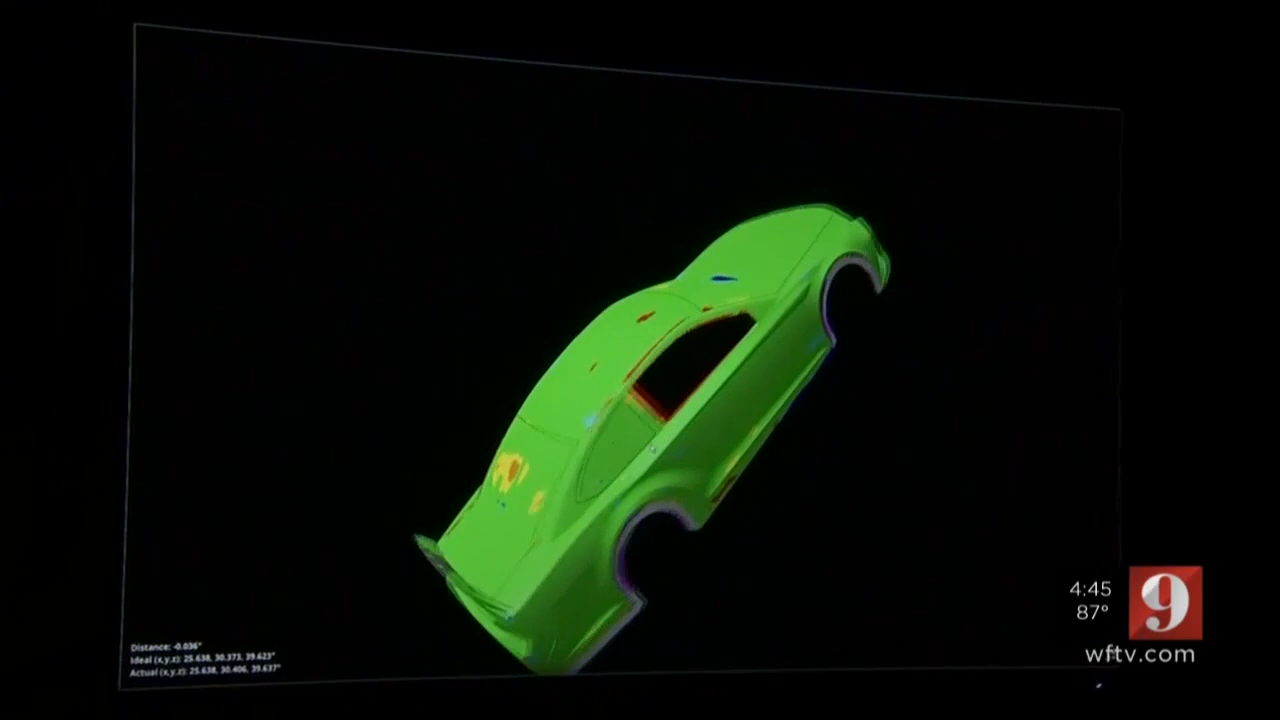 Distance: -0.036"
Ideal (x,y,z): 25.638, 30.373, 39.623"
Actual (x,y,z): 25.638, 30.406, 39.637"
4:45
87°
9
wftv.com